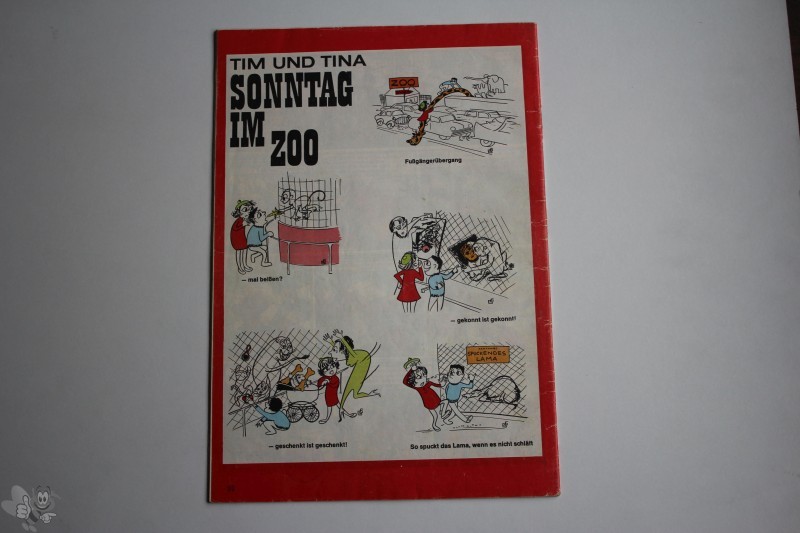 TIM UND TINA
SONNTAG
IM
ZOO
ZOO
Fußgängerübergang
— mal beißen?
— gekonnt ist gekonnt!
— geschenkt ist geschenkt!
SPUCKENDES
LAMA
So spuckt das Lama, wenn es nicht schläft